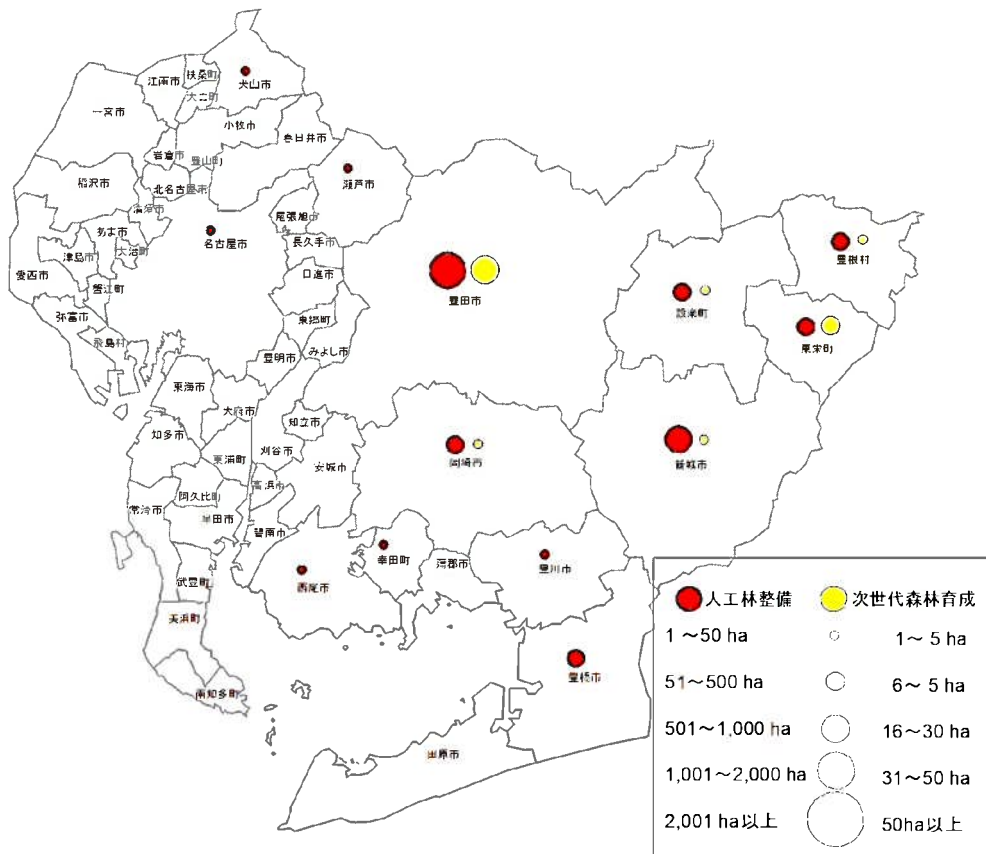 犬山市
扶桑町
江南市
大口町
一宮市
小牧市
春日井市
岩倉市
豊山町
瀬戸市
稲沢市
北名古屋市
清須市
尾張旭市
あま市
名古屋市
長久手市
津島市
大治町
愛西市
日進市
蟹江町
弥富市
東郷町
飛島村
豊明市
みよし市
豊田市
設楽町
豊根村
東栄町
東海市
大府市
知立市
知多市
刈谷市
東浦町
安城市
高浜市
岡崎市
新城市
阿久比町
常滑市
半田市
碧南市
幸田町
蒲郡市
豊川市
西尾市
武豊町
美浜町
南知多町
豊橋市
田原市
人工林整備 次世代森林育成
1～50 ha 1～5 ha
51～500 ha 6～5 ha
501～1,000 ha 16～30 ha
1,001～2,000 ha 31～50 ha
2,001 ha以上 50ha以上